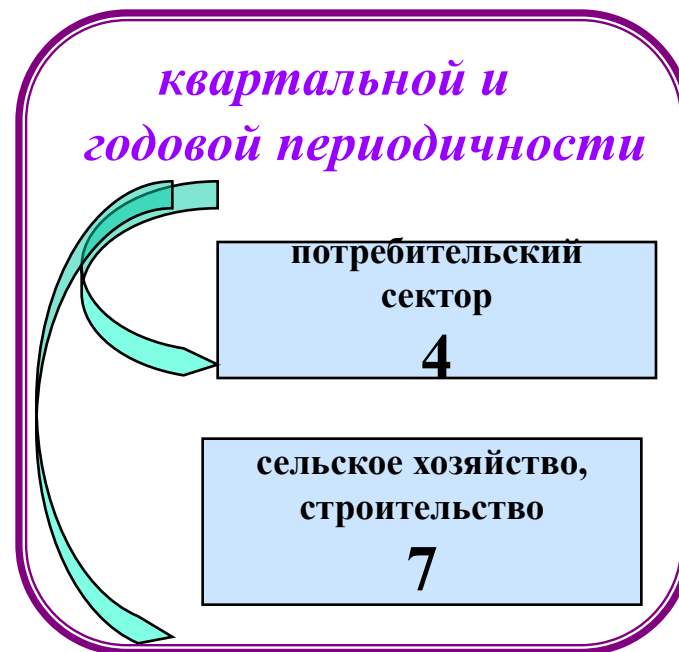 квартальной и
годовой периодичности
потребительский
сектор
4
сельское хозяйство,
строительство
7